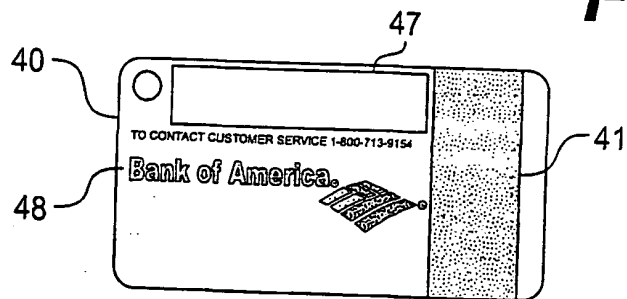 47
40
TO CONTACT CUSTOMER SERVICE 1-800-713-9154
41
Bank of America.
48